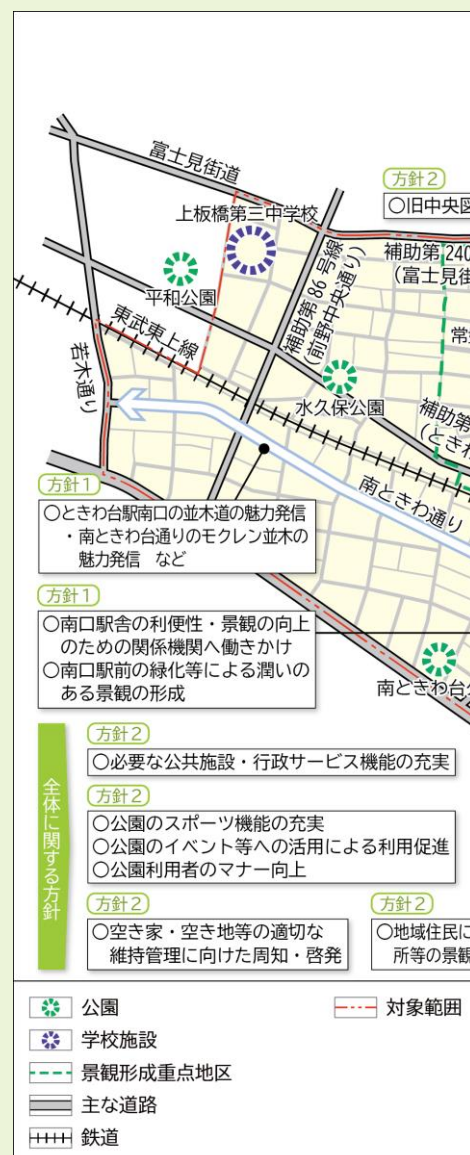 富士見街道
方針2
○旧中央図
上板橋第三中学校
補助第240
(富士見街
補助第86号線
(前野中央通り)
平和公園
東武東上線
若木通り
常
水久保公園
補助第
(ときわ
南ときわ通り
方針1
○ときわ台駅南口の並木道の魅力発信
・南ときわ台通りのモクレン並木の
魅力発信 など
方針1
○南口駅舎の利便性・景観の向上
のための関係機関へ働きかけ
○南口駅前の緑化等による潤いの
ある景観の形成
南ときわ台公
全体に関する方針
方針2
○必要な公共施設・行政サービス機能の充実
方針2
○公園のスポーツ機能の充実
○公園のイベント等への活用による利用促進
○公園利用者のマナー向上
方針2
○空き家・空き地等の適切な
維持管理に向けた周知・啓発
方針2
○地域住民に
所等の景観
公園
対象範囲
学校施設
景観形成重点地区
主な道路
鉄道